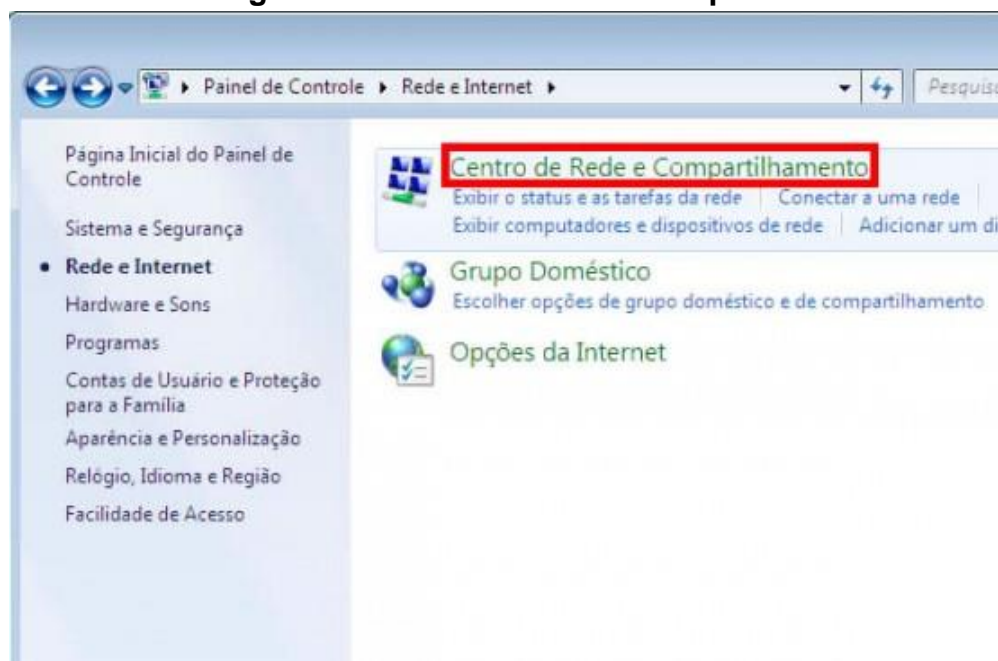 Painel de Controle ▸ Rede e Internet ▸
Página Inicial do Painel de
Controle
Sistema e Segurança
Rede e Internet
Hardware e Sons
Programas
Contas de Usuário e Proteção
para a Família
Aparência e Personalização
Relógio, Idioma e Região
Facilidade de Acesso
Centro de Rede e Compartilhamento
Exibir o status e as tarefas da rede Conectar a uma rede
Exibir computadores e dispositivos de rede Adicionar um
Grupo Doméstico
Escolher opções de grupo doméstico e de compartilhamento
Opções da Internet